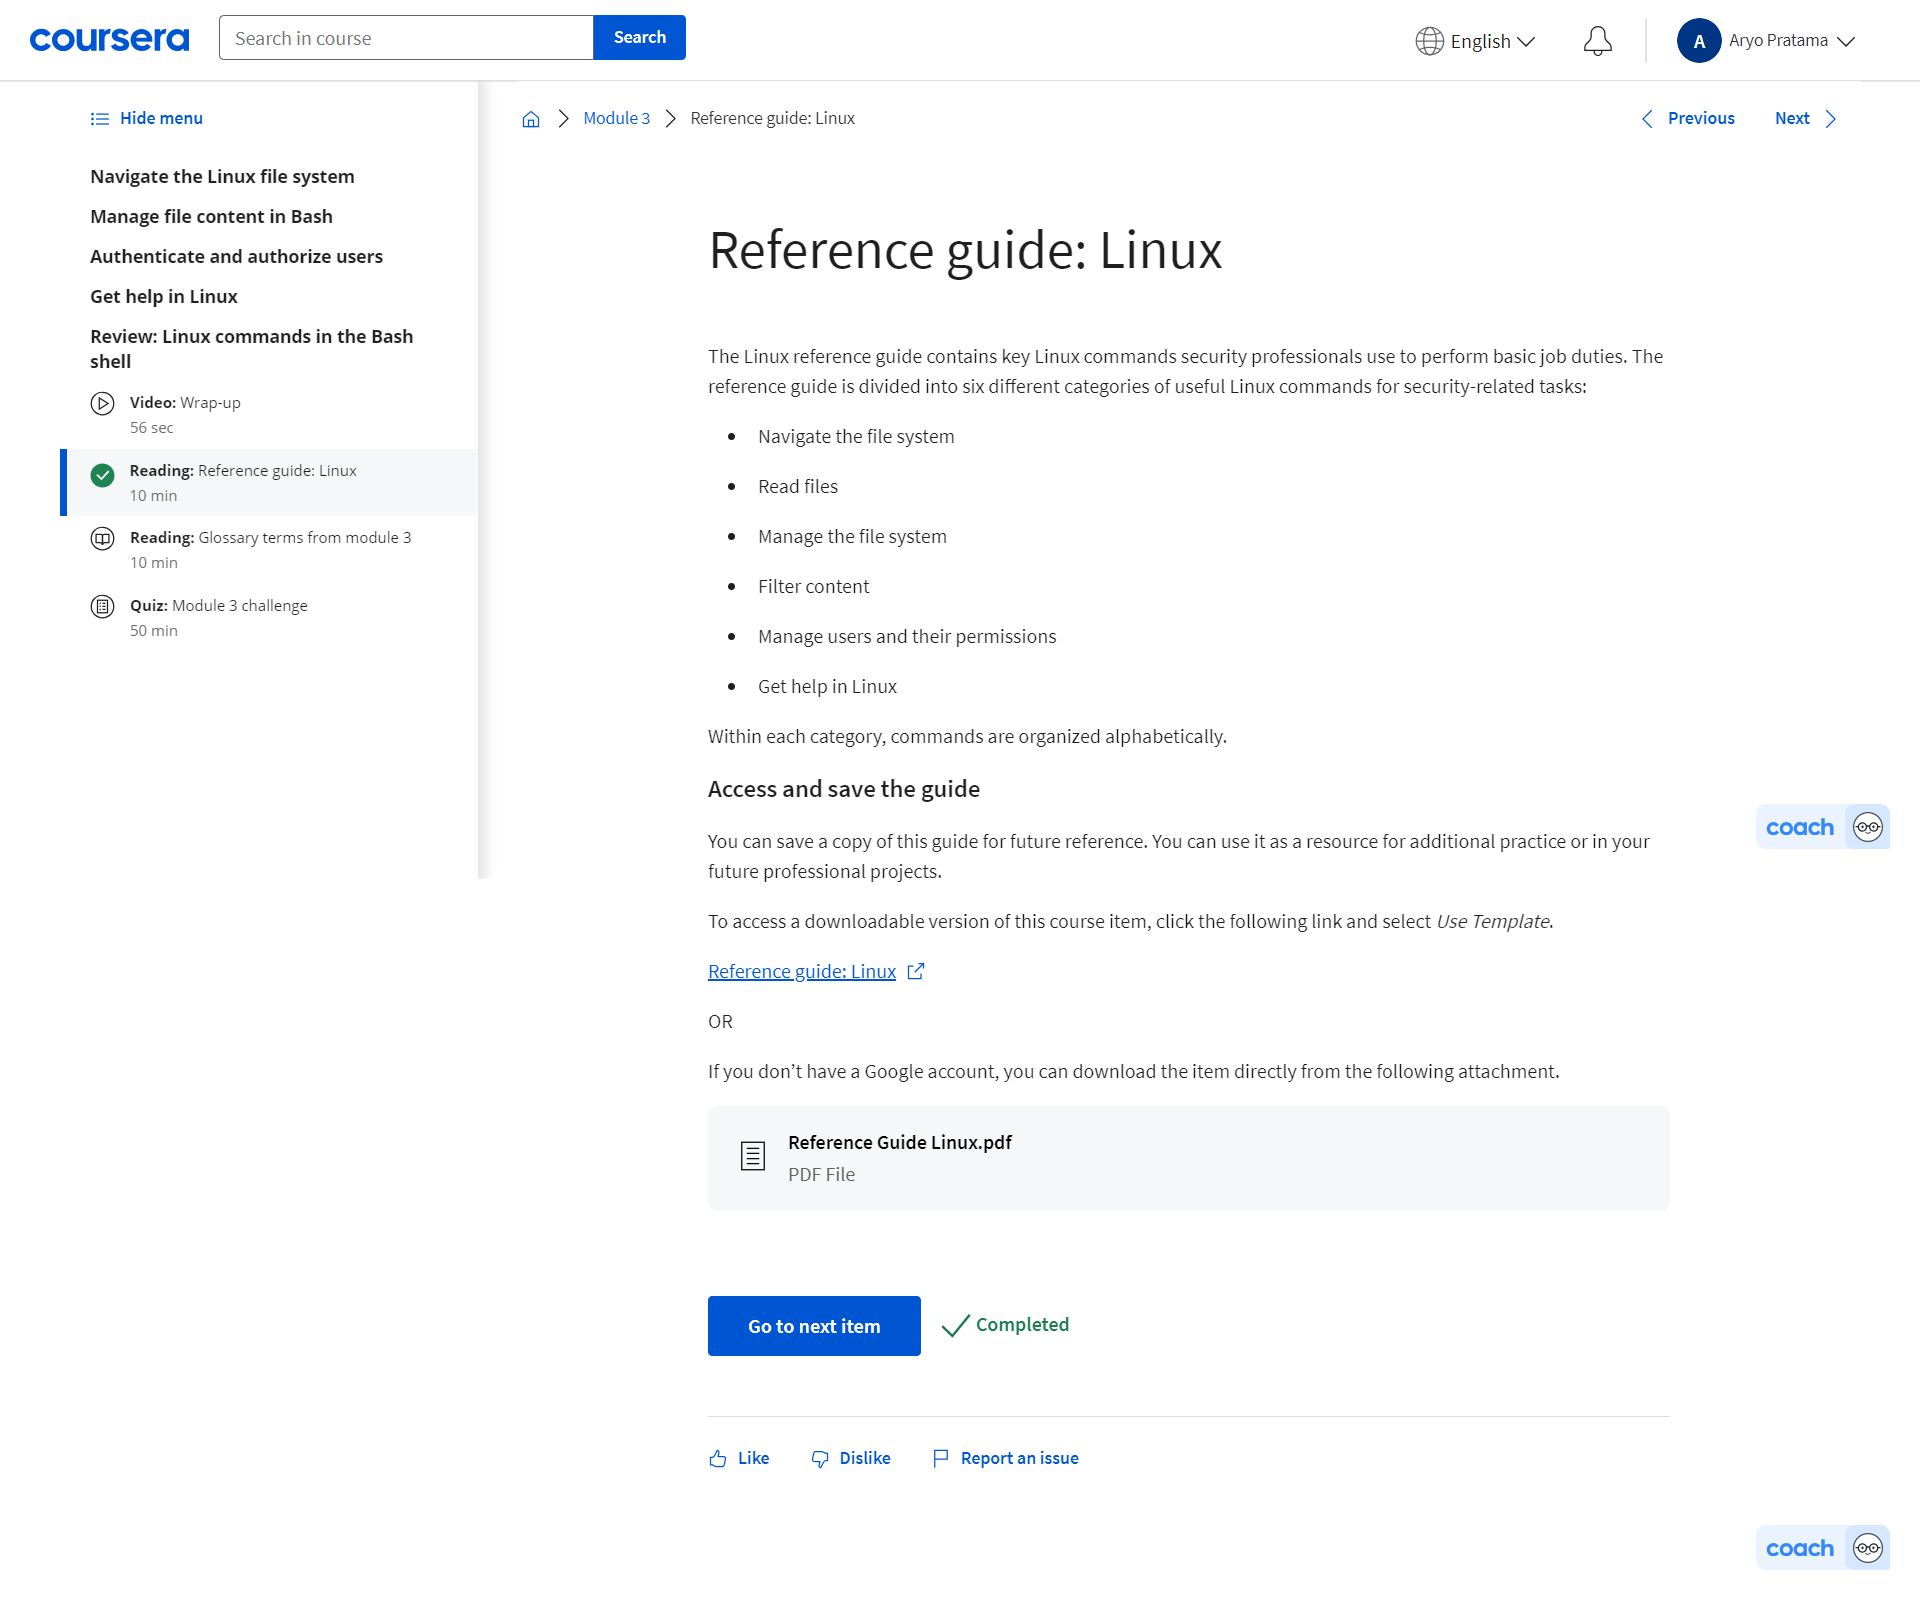 coursera
Search in course
Search
English
A
Aryo Pratama
Hide menu
Navigate the Linux file system
Manage file content in Bash
Authenticate and authorize users
Get help in Linux
Review: Linux commands in the Bash
shell
Video: Wrap-up
56 sec
Reading: Reference guide: Linux
10 min
Reading: Glossary terms from module 3
10 min
Quiz: Module 3 challenge
50 min
Module 3
Reference guide: Linux
Previous
Next
Reference guide: Linux
The Linux reference guide contains key Linux commands security professionals use to perform basic job duties. The
reference guide is divided into six different categories of useful Linux commands for security-related tasks:
Navigate the file system
Read files
Manage the file system
Filter content
Manage users and their permissions
Get help in Linux
Within each category, commands are organized alphabetically.
Access and save the guide
You can save a copy of this guide for future reference. You can use it as a resource for additional practice or in your
future professional projects.
To access a downloadable version of this course item, click the following link and select Use Template.
Reference guide: Linux
OR
If you don’t have a Google account, you can download the item directly from the following attachment.
Reference Guide Linux.pdf
PDF File
Go to next item
Completed
Like
Dislike
Report an issue
coach
coach